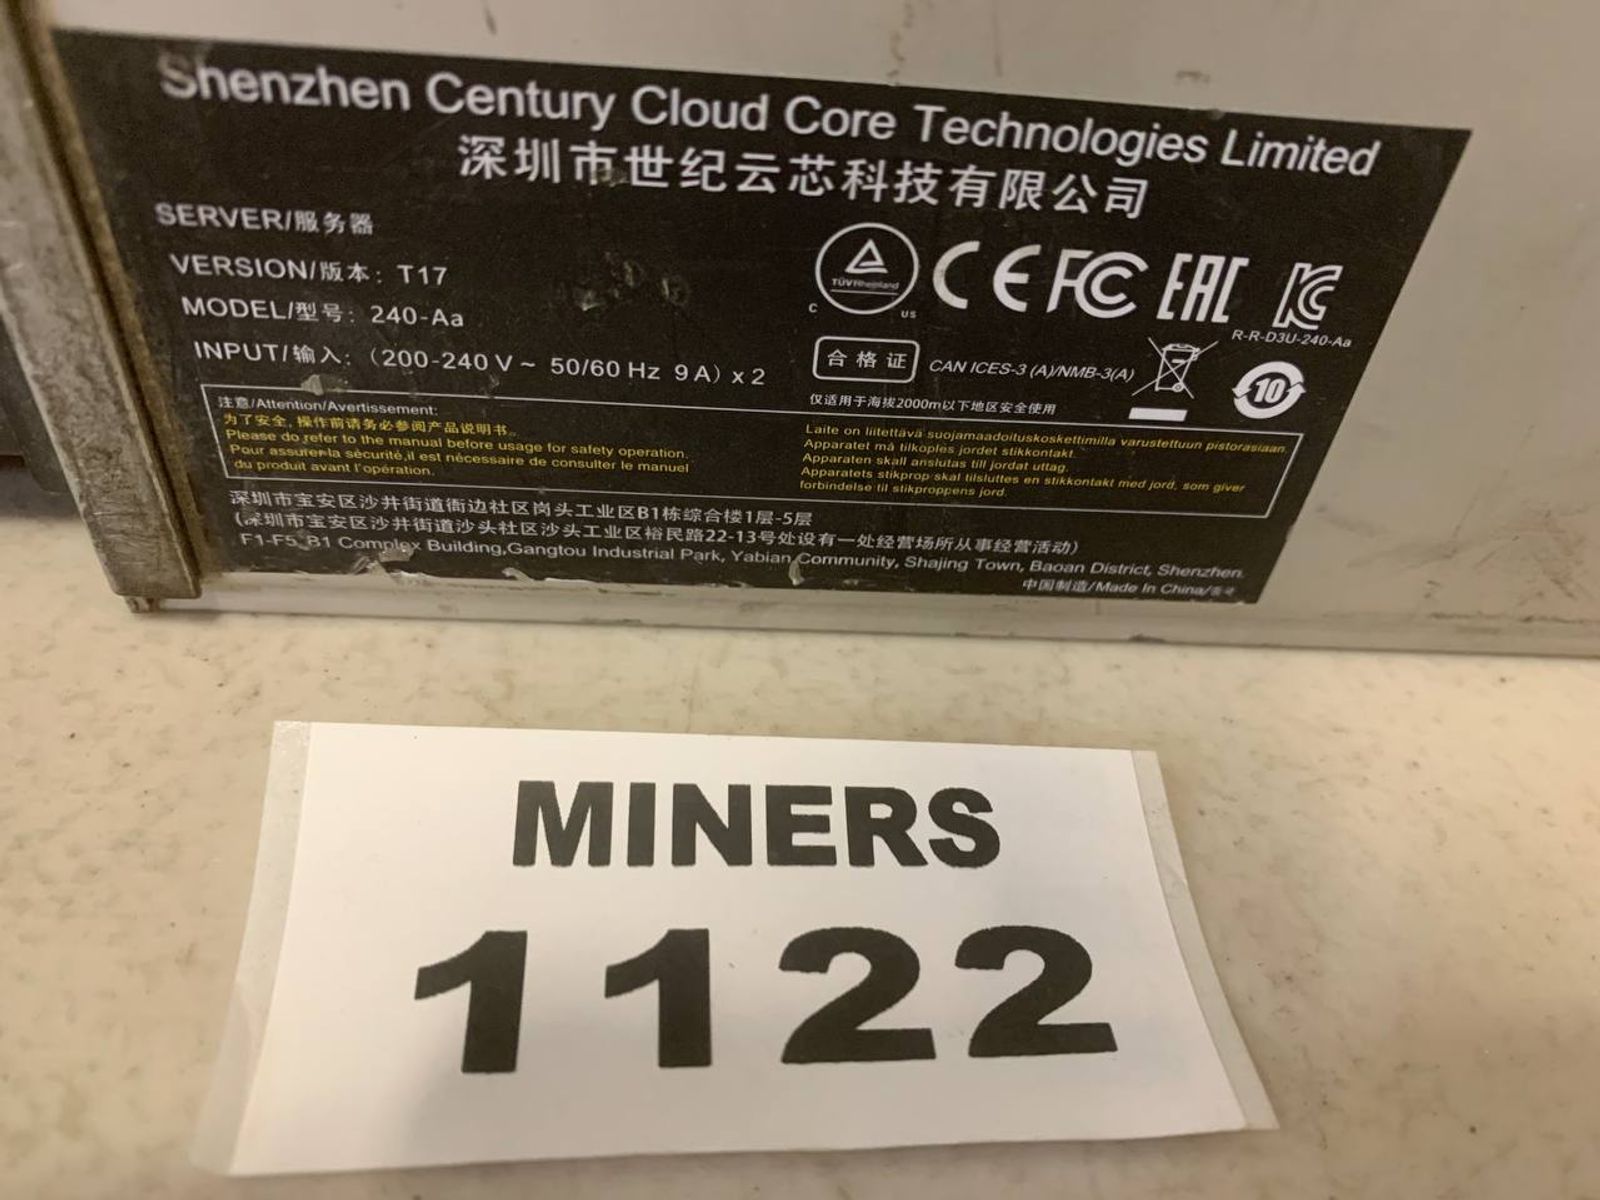 Shenzhen Century Cloud Core Technologies Limited
深圳市世纪云芯科技有限公司
SERVER/服务器
VERSION/版本: T17
MODEL/型号: 240-Aa
INPUT/输入: (200-240 V ~ 50/60 Hz 9 A) x 2
TÜVRheinland
C US
CE FC EAC KC
R-R-D3U-240-Aa
合格证
CAN ICES-3 (A)/NMB-3(A)
10
仅适用于海拔2000m以下地区安全使用
注意/Attention/Avertissement:
为了安全, 操作前请务必参阅产品说明书。
Please do refer to the manual before usage for safety operation.
Pour assurer la sécurité,il est nécessaire de consulter le manuel
du produit avant l'opération.
Laite on liitettävä suojamaadoituskoskettimilla varustettuun pistorasiaan.
Apparatet må tilkoples jordet stikkontakt.
Apparaten skall anslutas till jordat uttag.
Apparatets stikprop skal tilsluttes en stikkontakt med jord, som giver
forbindelse til stikproppens jord.
深圳市宝安区沙井街道衙边社区岗头工业区B1栋综合楼1层-5层
(深圳市宝安区沙井街道沙头社区沙头工业区裕民路22-13号处设有一处经营场所从事经营活动)
F1-F5, B1 Complex Building,Gangtou Industrial Park, Yabian Community, Shajing Town, Baoan District, Shenzhen.
中国制造/Made In China/
MINERS
1122